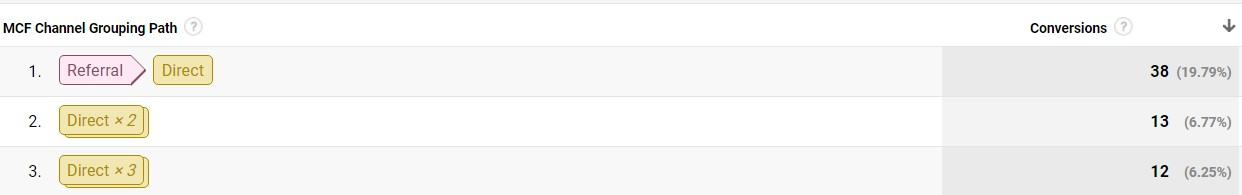 MCF Channel Grouping Path ? Conversions ?
1. Referral Direct 38 (19.79%)
2. Direct × 2 13 (6.77%)
3. Direct × 3 12 (6.25%)